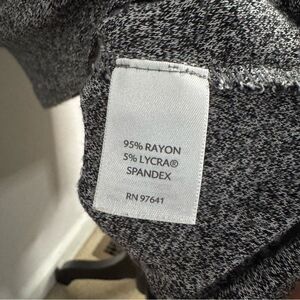 95% RAYON
5% LYCRA®
SPANDEX
RN 97641